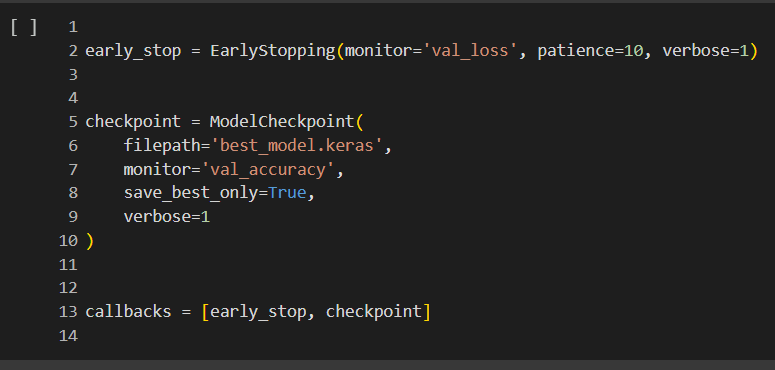 [ ]
1
2 early_stop = EarlyStopping(monitor='val_loss', patience=10, verbose=1)
3
4
5 checkpoint = ModelCheckpoint(
6     filepath='best_model.keras',
7     monitor='val_accuracy',
8     save_best_only=True,
9     verbose=1
10 )
11
12
13 callbacks = [early_stop, checkpoint]
14